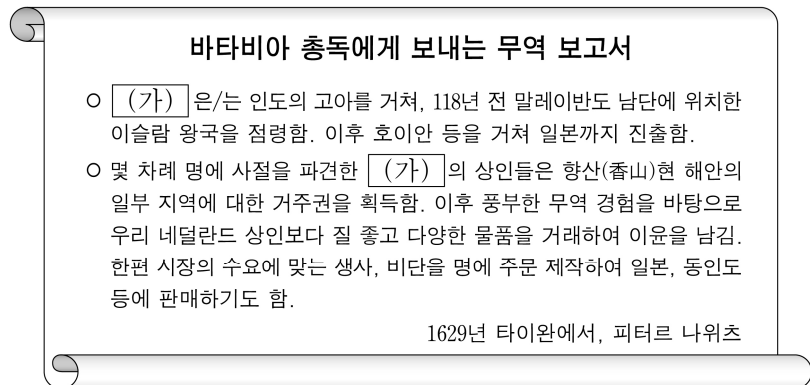 바타비아 총독에게 보내는 무역 보고서
○ (가) 은/는 인도의 고아를 거쳐, 118년 전 말레이반도 남단에 위치한
이슬람 왕국을 점령함. 이후 호이안 등을 거쳐 일본까지 진출함.
○ 몇 차례 명에 사절을 파견한 (가) 의 상인들은 향산(香山)현 해안의
일부 지역에 대한 거주권을 획득함. 이후 풍부한 무역 경험을 바탕으로
우리 네덜란드 상인보다 질 좋고 다양한 물품을 거래하여 이윤을 남김.
한편 시장의 수요에 맞는 생사, 비단을 명에 주문 제작하여 일본, 동인도
등에 판매하기도 함.
1629년 타이완에서, 피터르 나위츠